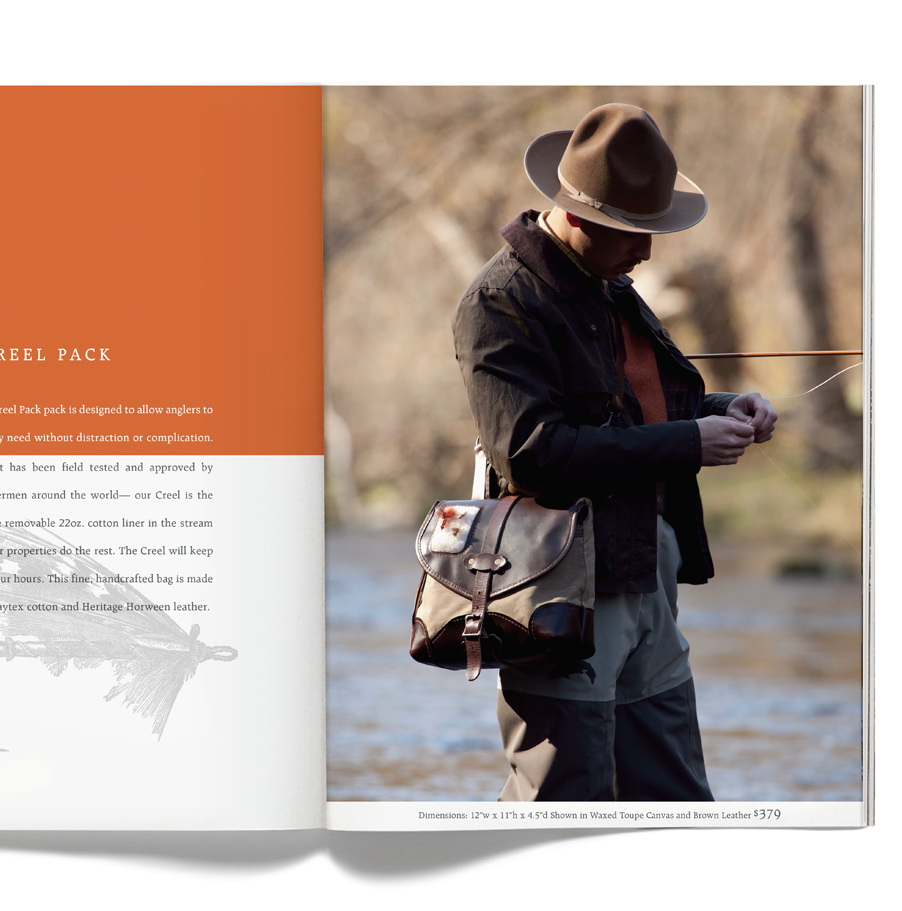 REEL PACK
reel Pack pack is designed to allow anglers to
y need without distraction or complication.
t has been field tested and approved by
ermen around the world— our Creel is the
e removable 22oz. cotton liner in the stream
r properties do the rest. The Creel will keep
ur hours. This fine, handcrafted bag is made
aytex cotton and Heritage Horween leather.
Dimensions: 12"w x 11"h x 4.5"d Shown in Waxed Toupe Canvas and Brown Leather $379